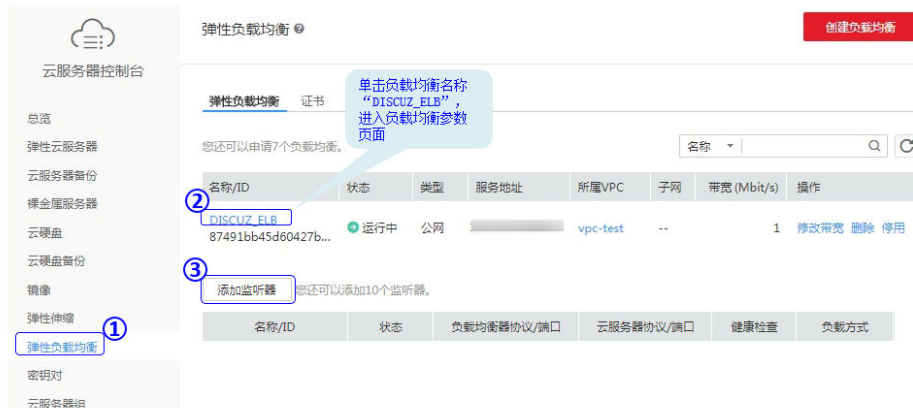 弹性负载均衡
创建负载均衡
云服务器控制台
单击负载均衡名称
“DISCUZ_ELB”，
进入负载均衡参数
页面
弹性负载均衡 证书
总览
弹性云服务器
云服务器备份
裸金属服务器
云硬盘
云硬盘备份
镜像
弹性伸缩
弹性负载均衡
密钥对
云服务器组
①
您还可以申请7个负载均衡。
名称
名称/ID 状态 类型 服务地址 所属VPC 子网 带宽 (Mbit/s) 操作
②
DISCUZ_ELB
87491bb45d60427b...
运行中 公网 vpc-test -- 1 修改带宽 删除 停用
③
添加监听器 您还可以添加10个监听器。
名称/ID 状态 负载均衡器协议/端口 云服务器协议/端口 健康检查 负载方式